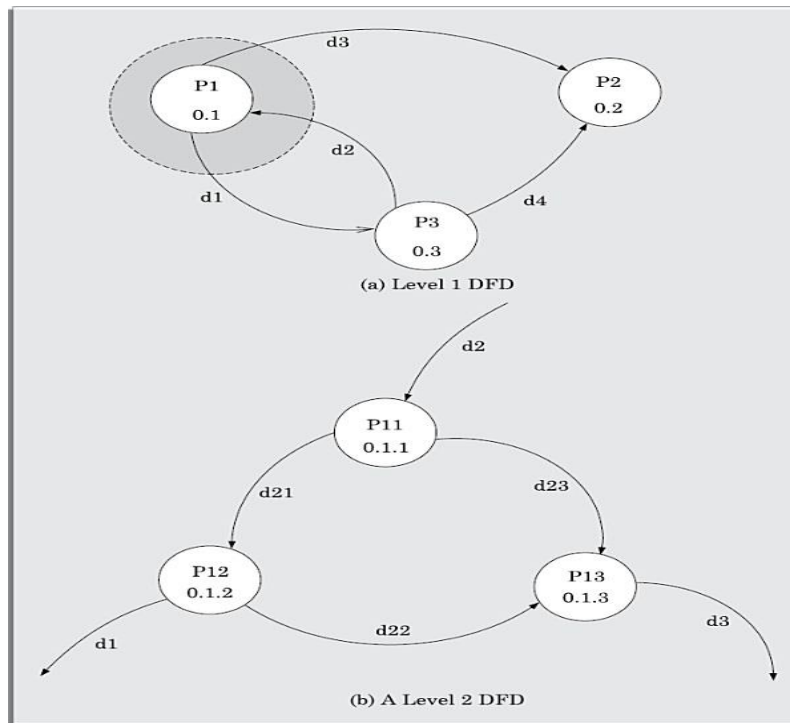 d3
P1
0.1
P2
0.2
d2
d1
d4
P3
0.3
(a) Level 1 DFD
d2
P11
0.1.1
d21
d23
P12
0.1.2
P13
0.1.3
d1
d22
d3
(b) A Level 2 DFD